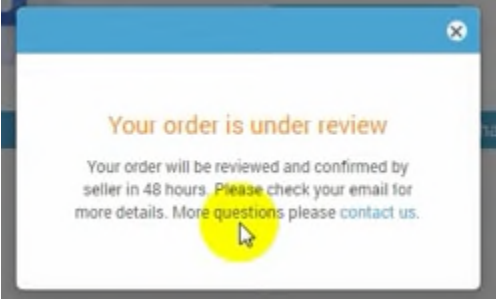 Your order is under review
Your order will be reviewed and confirmed by
seller in 48 hours. Please check your email for
more details. More questions please contact us.